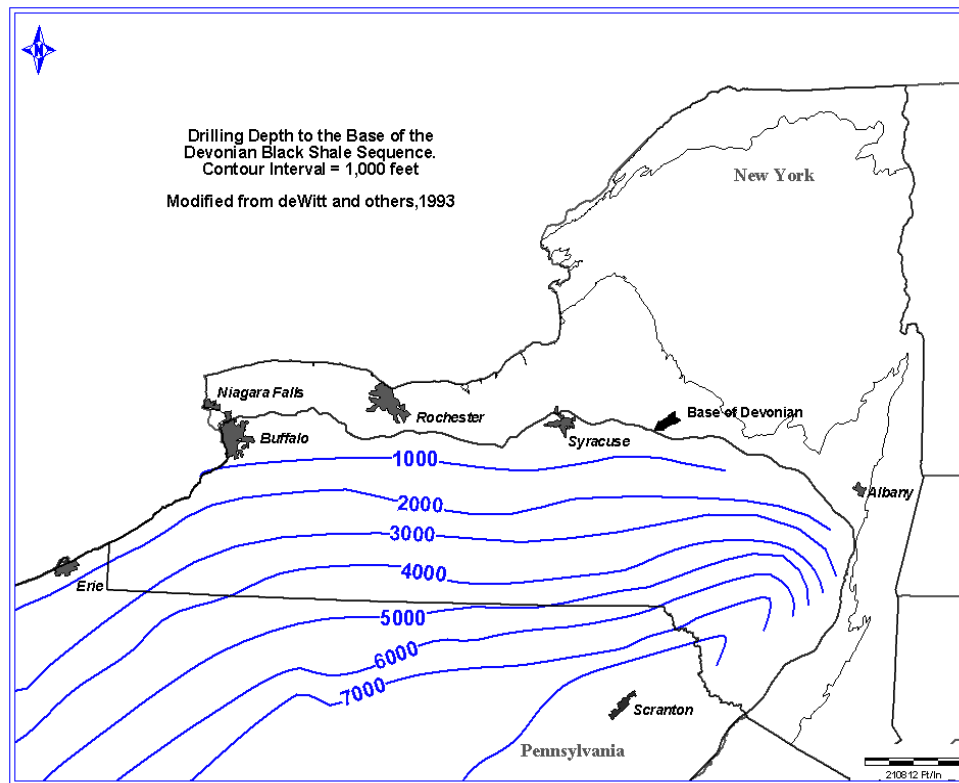 N
Drilling Depth to the Base of the
Devonian Black Shale Sequence.
Contour Interval = 1,000 feet
Modified from deWitt and others,1993
New York
Niagara Falls
Rochester
Base of Devonian
Buffalo
Syracuse
1000
Albany
2000
3000
4000
Erie
5000
6000
7000
Scranton
Pennsylvania
210812 Ft/In